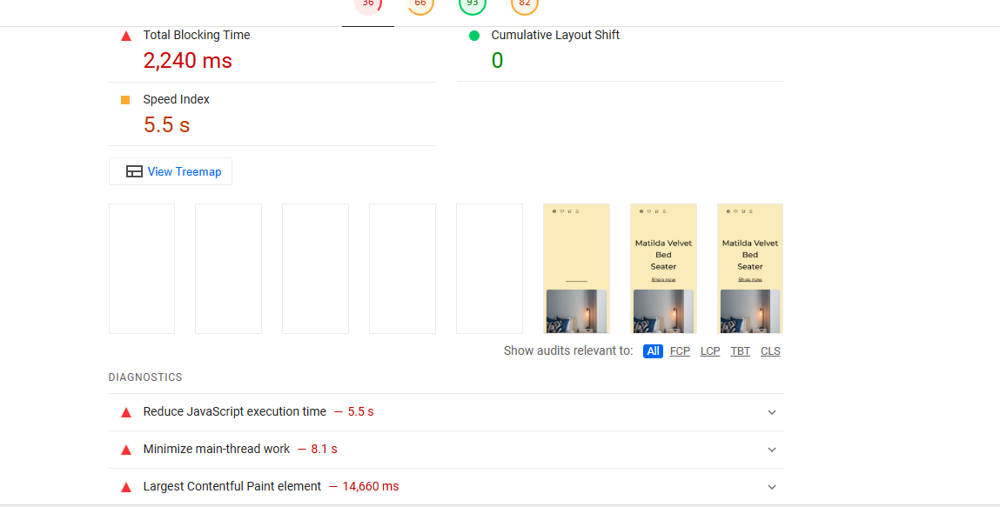 36 66 93 82
Total Blocking Time
2,240 ms
Cumulative Layout Shift
0
Speed Index
5.5 s
View Treemap
Matilda Velvet
Bed
Seater
Shop now
Matilda Velvet
Bed
Seater
Shop now
Show audits relevant to: All FCP LCP TBT CLS
DIAGNOSTICS
Reduce JavaScript execution time — 5.5 s
Minimize main-thread work — 8.1 s
Largest Contentful Paint element — 14,660 ms